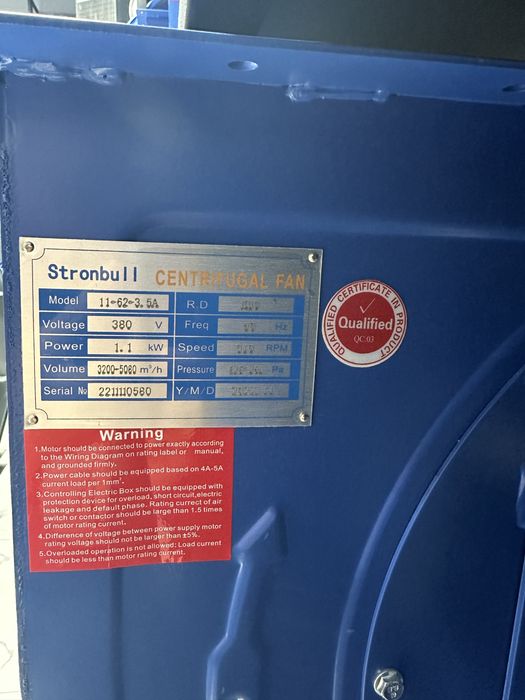 Stronbull CENTRIFUGAL FAN
Model 11-62-3.5A R.D
Voltage 380 V Freq Hz
Power 1.1 kW Speed RPM
Volume 3200-5080 m³/h Pressure Pa
Serial № 2211110580 Y/M/D
CERTIFICATE IN PRODUCT
Qualified
QC:03
Warning
1.Motor should be connected to power exactly according
to the Wiring Diagram on rating label or manual,
and grounded firmly.
2.Power cable should be equipped based on 4A-5A
current load per 1mm².
3.Controlling Electric Box should be equipped with
protection device for overload, short circuit,electric
leakage and default phase. Rating currect of air
switch or contactor should be large than 1.5 times
of motor rating current.
4.Difference of voltage between power supply motor
rating voltage should not be larger than ±5%.
5.Overloaded operation is not allowed; Load current
should be less than motor rating current.